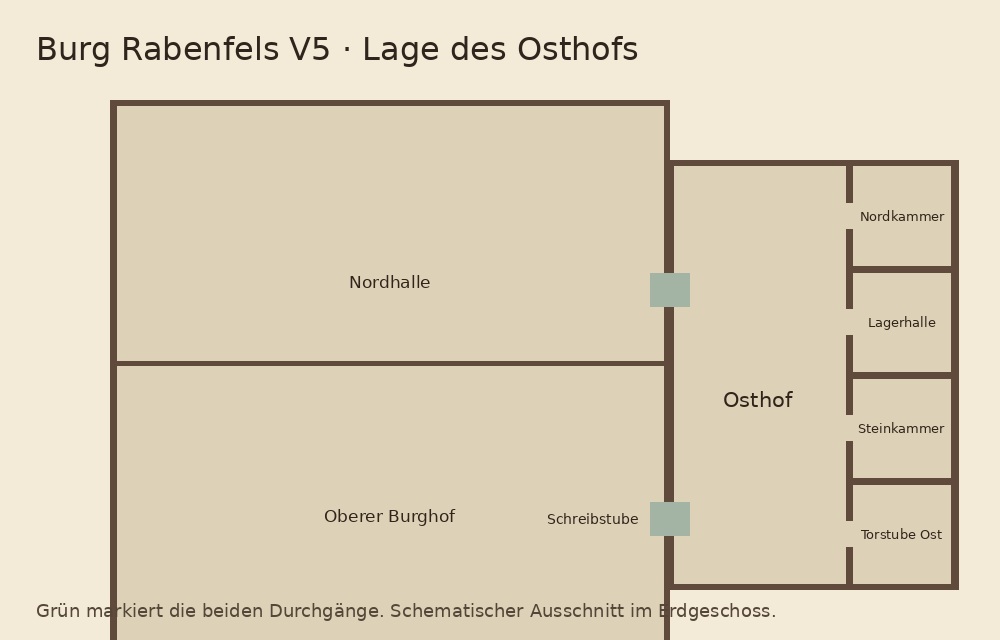 Burg Rabenfels V5 · Lage des Osthofs
Nordkammer
Nordhalle
Lagerhalle
Osthof
Steinkammer
Oberer Burghof
Schreibstube
Torstube Ost
Grün markiert die beiden Durchgänge. Schematischer Ausschnitt im Erdgeschoss.